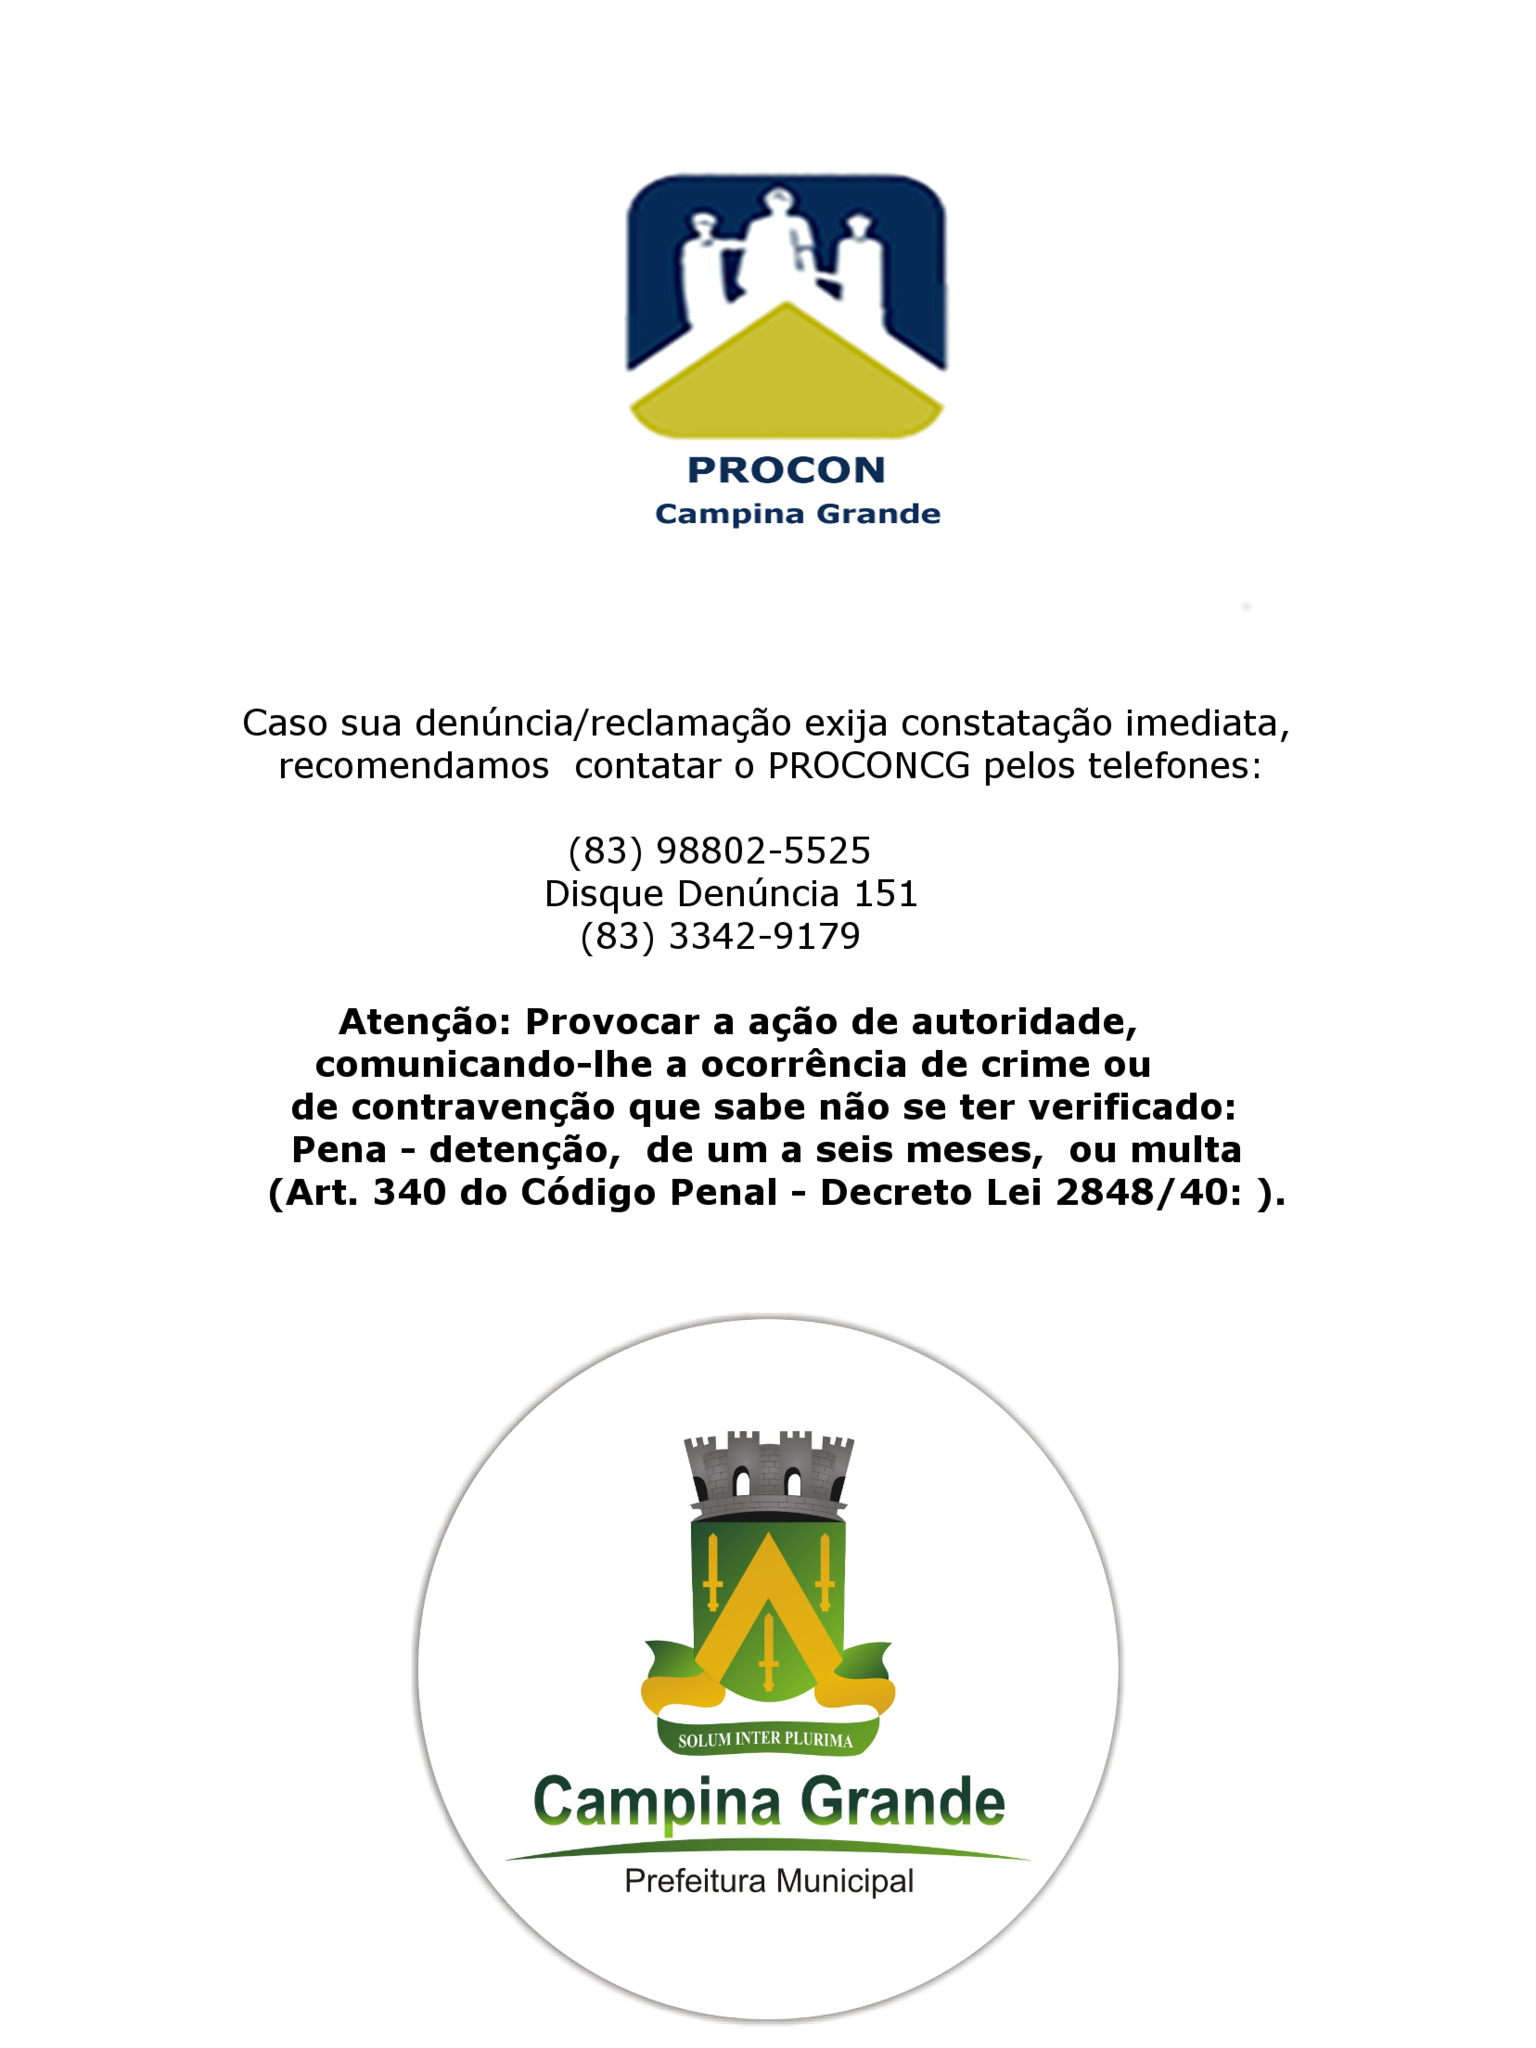 PROCON
Campina Grande
Caso sua denúncia/reclamação exija constatação imediata,
recomendamos contatar o PROCONCG pelos telefones:
(83) 98802-5525
Disque Denúncia 151
(83) 3342-9179
Atenção: Provocar a ação de autoridade,
comunicando-lhe a ocorrência de crime ou
de contravenção que sabe não se ter verificado:
Pena - detenção, de um a seis meses, ou multa
(Art. 340 do Código Penal - Decreto Lei 2848/40: ).
SOLUM INTER PLURIMA
Campina Grande
Prefeitura Municipal